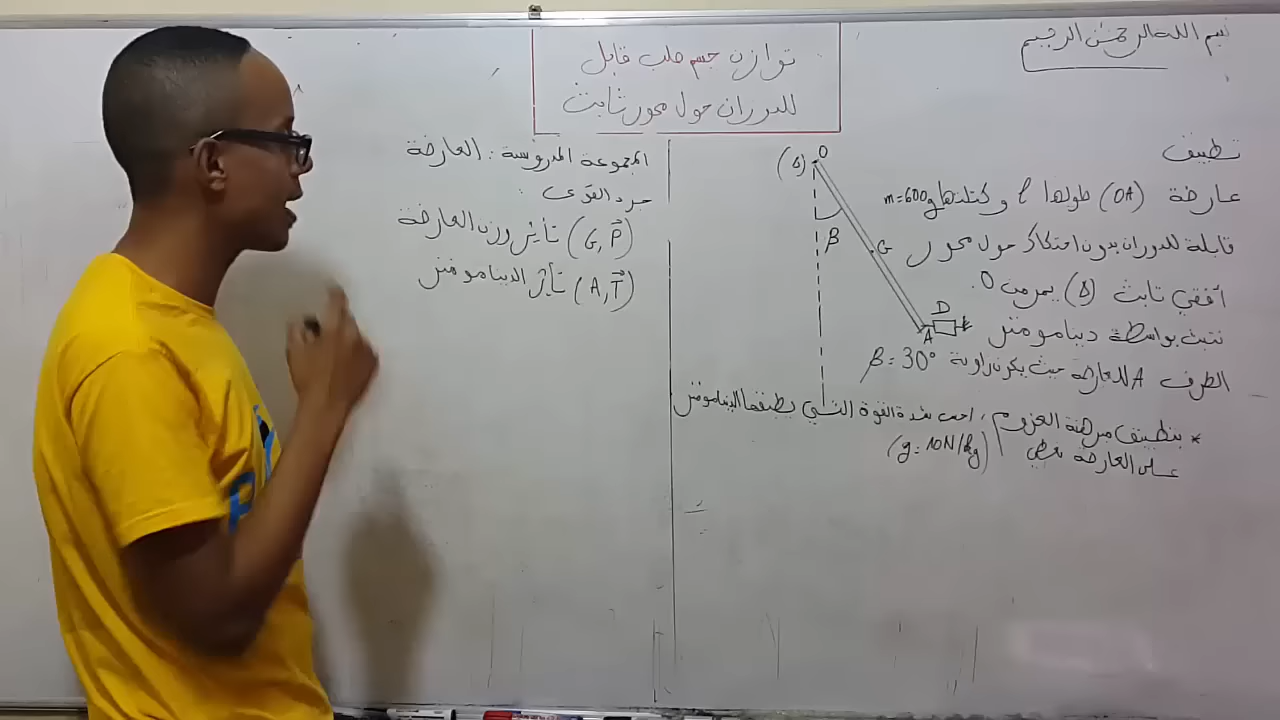 بسم الله الرحمن الرحيم
توازن جسم صلب قابل
للدوران حول محور ثابت
تطبيق
عارضة (OA) طولها ℓ وكتلتها m=600g
قابلة للدوران بدون احتكاك حول محور
أفقي ثابت (Δ) يمر من O.
نثبت بواسطة دينامومتر
الطرف A للعارضة حيث يكون زاوية β = 30°
* بتطبيق مبرهنة العزوم، احسب شدة القوة التي يطبقها الدينامومتر
على العارضة نعطي (g = 10N/kg)
(Δ) O
β
G
D
A
المجموعة المدروسة : العارضة
جرد القوى :
(G, P⃗) تأثير وزن العارضة
(A, T⃗) تأثير الدينامومتر